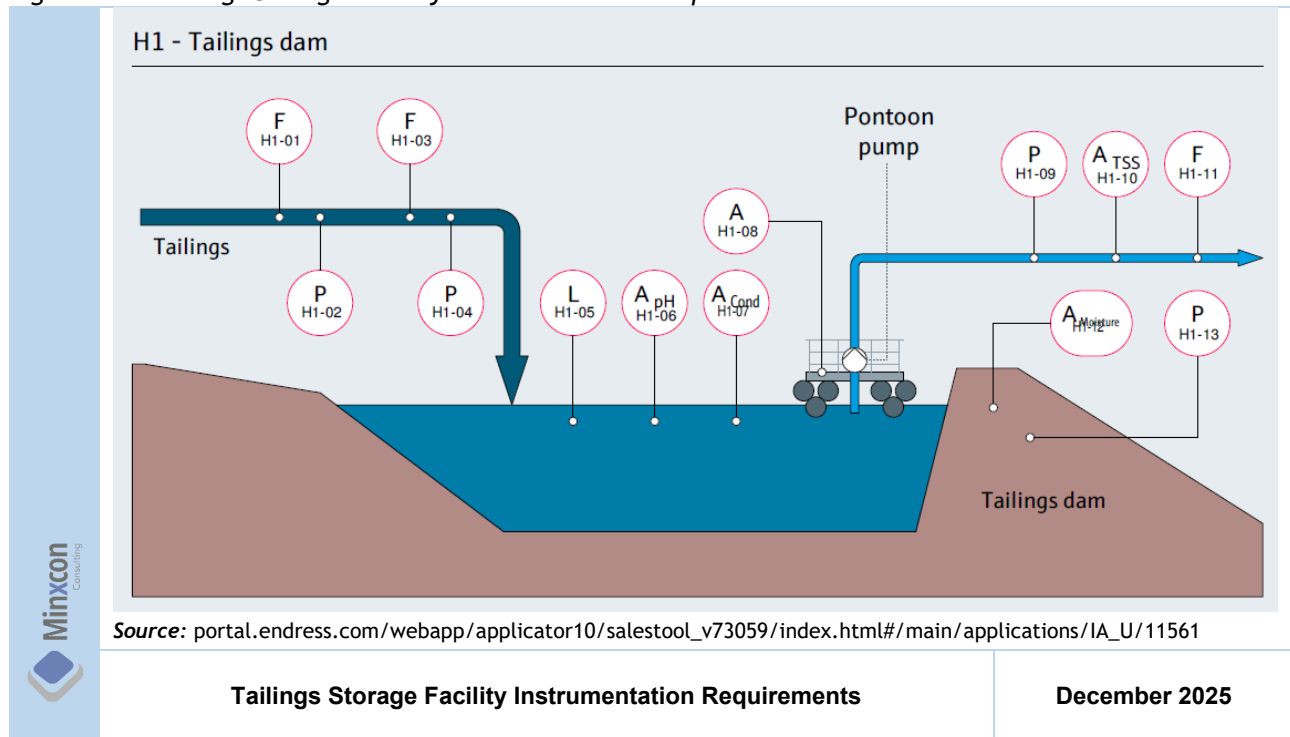 H1 - Tailings dam
F
H1-01
F
H1-03
Pontoon
pump
P
H1-09
A TSS
H1-10
F
H1-11
A
H1-08
Tailings
P
H1-02
P
H1-04
L
H1-05
A pH
H1-06
A Cond
H1-07
A Moisture
H1-12
P
H1-13
Tailings dam
Minxcon
Consulting
Source: portal.endress.com/webapp/applicator10/salestool_v73059/index.html#/main/applications/IA_U/11561
Tailings Storage Facility Instrumentation Requirements
December 2025